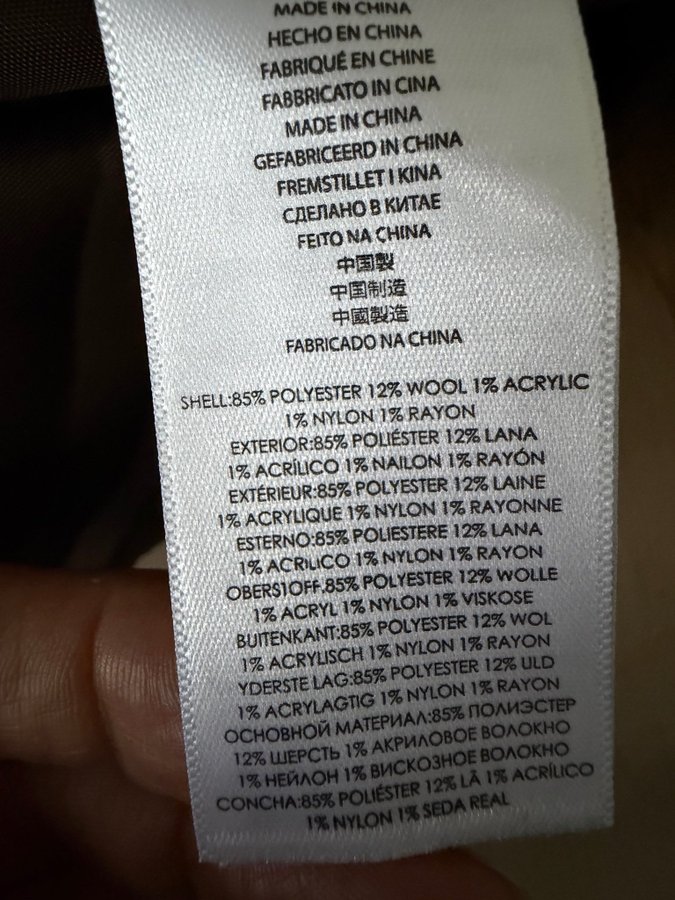 MADE IN CHINA
HECHO EN CHINA
FABRIQUÉ EN CHINE
FABBRICATO IN CINA
MADE IN CHINA
GEFABRICEERD IN CHINA
FREMSTILLET I KINA
СДЕЛАНО В КИТАЕ
FEITO NA CHINA
中国製
中国制造
中國製造
FABRICADO NA CHINA
SHELL:85% POLYESTER 12% WOOL 1% ACRYLIC
1% NYLON 1% RAYON
EXTERIOR:85% POLIÉSTER 12% LANA
1% ACRÍLICO 1% NAILON 1% RAYÓN
EXTÉRIEUR:85% POLYESTER 12% LAINE
1% ACRYLIQUE 1% NYLON 1% RAYONNE
ESTERNO:85% POLIESTERE 12% LANA
1% ACRILICO 1% NYLON 1% RAYON
OBERSTOFF.85% POLYESTER 12% WOLLE
1% ACRYL 1% NYLON 1% VISKOSE
BUITENKANT:85% POLYESTER 12% WOL
1% ACRYLISCH 1% NYLON 1% RAYON
YDERSTE LAG:85% POLYESTER 12% ULD
1% ACRYLAGTIG 1% NYLON 1% RAYON
ОСНОВНОЙ МАТЕРИАЛ:85% ПОЛИЭСТЕР
12% ШЕРСТЬ 1% АКРИЛОВОЕ ВОЛОКНО
1% НЕЙЛОН 1% ВИСКОЗНОЕ ВОЛОКНО
CONCHA:85% POLIÉSTER 12% LÃ 1% ACRÍLICO
1% NYLON 1% SEDA REAL